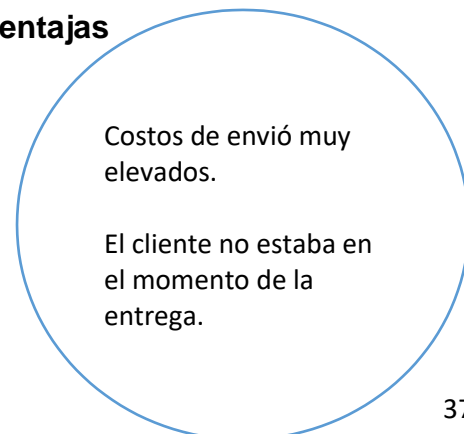 entajas
Costos de envió muy
elevados.
El cliente no estaba en
el momento de la
entrega.
37